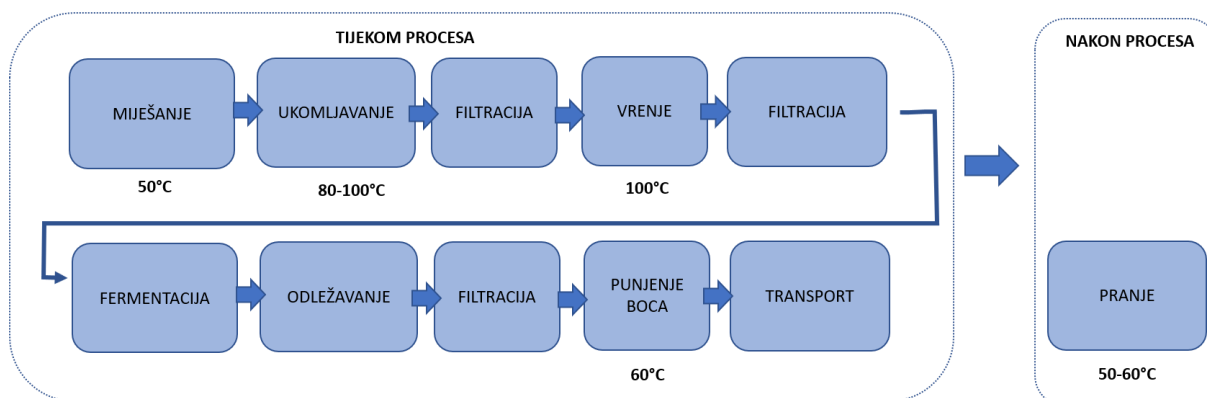 TIJEKOM PROCESA
MIJEŠANJE
UKOMLJAVANJE
FILTRACIJA
VRENJE
FILTRACIJA
50°C
80-100°C
100°C
FERMENTACIJA
ODLEŽAVANJE
FILTRACIJA
PUNJENJE
BOCA
TRANSPORT
60°C
NAKON PROCESA
PRANJE
50-60°C